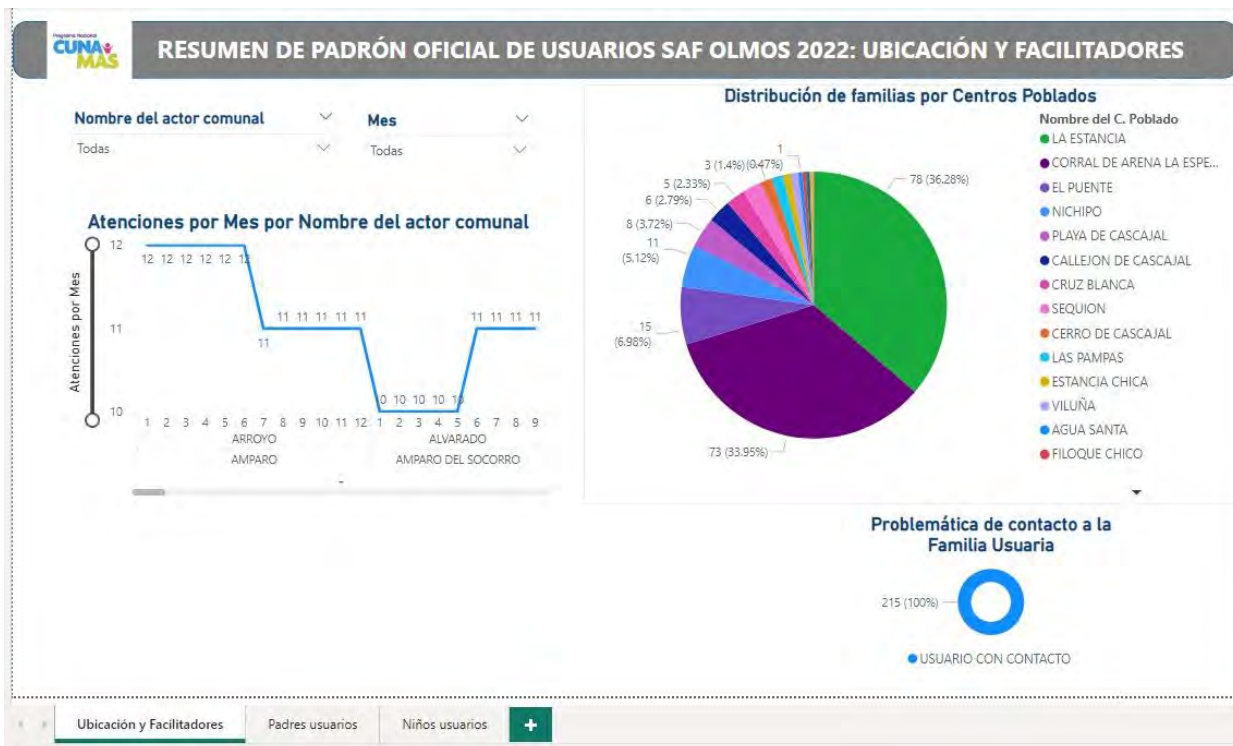 Programa Nacional
CUNA
MAS
RESUMEN DE PADRÓN OFICIAL DE USUARIOS SAF OLMOS 2022: UBICACIÓN Y FACILITADORES
Nombre del actor comunal
Todas
Mes
Todas
Atenciones por Mes por Nombre del actor comunal
Atenciones por Mes
12
11
10
12 12 12 12 12 12
11
11 11 11 11 11
10 10 10 10 10
11 11 11 11
1 2 3 4 5 6 7 8 9 10 11 12 1 2 3 4 5 6 7 8 9
ARROYO ALVARADO
AMPARO AMPARO DEL SOCORRO
Distribución de familias por Centros Poblados
1
(0.47%)
3 (1.4%)
5 (2.33%)
6 (2.79%)
8 (3.72%)
11
(5.12%)
15
(6.98%)
73 (33.95%)
78 (36.28%)
Nombre del C. Poblado
LA ESTANCIA
CORRAL DE ARENA LA ESPE...
EL PUENTE
NICHIPO
PLAYA DE CASCAJAL
CALLEJON DE CASCAJAL
CRUZ BLANCA
SEQUION
CERRO DE CASCAJAL
LAS PAMPAS
ESTANCIA CHICA
VILUÑA
AGUA SANTA
FILOQUE CHICO
Problemática de contacto a la
Familia Usuaria
215 (100%)
USUARIO CON CONTACTO
Ubicación y Facilitadores
Padres usuarios
Niños usuarios
+